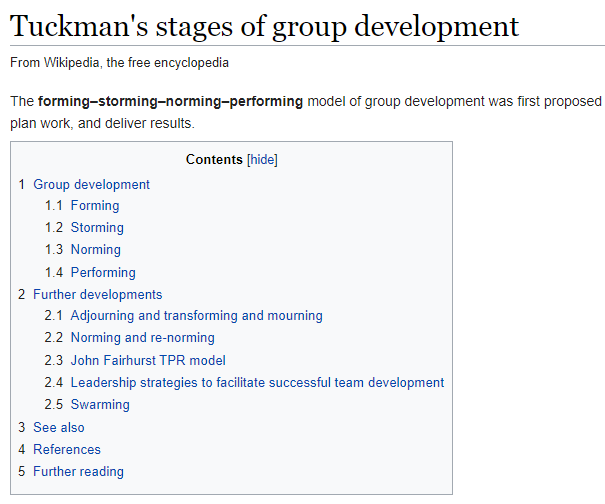 Tuckman's stages of group development
From Wikipedia, the free encyclopedia
The forming–storming–norming–performing model of group development was first proposed
plan work, and deliver results.
Contents [hide]
1 Group development
1.1 Forming
1.2 Storming
1.3 Norming
1.4 Performing
2 Further developments
2.1 Adjourning and transforming and mourning
2.2 Norming and re-norming
2.3 John Fairhurst TPR model
2.4 Leadership strategies to facilitate successful team development
2.5 Swarming
3 See also
4 References
5 Further reading